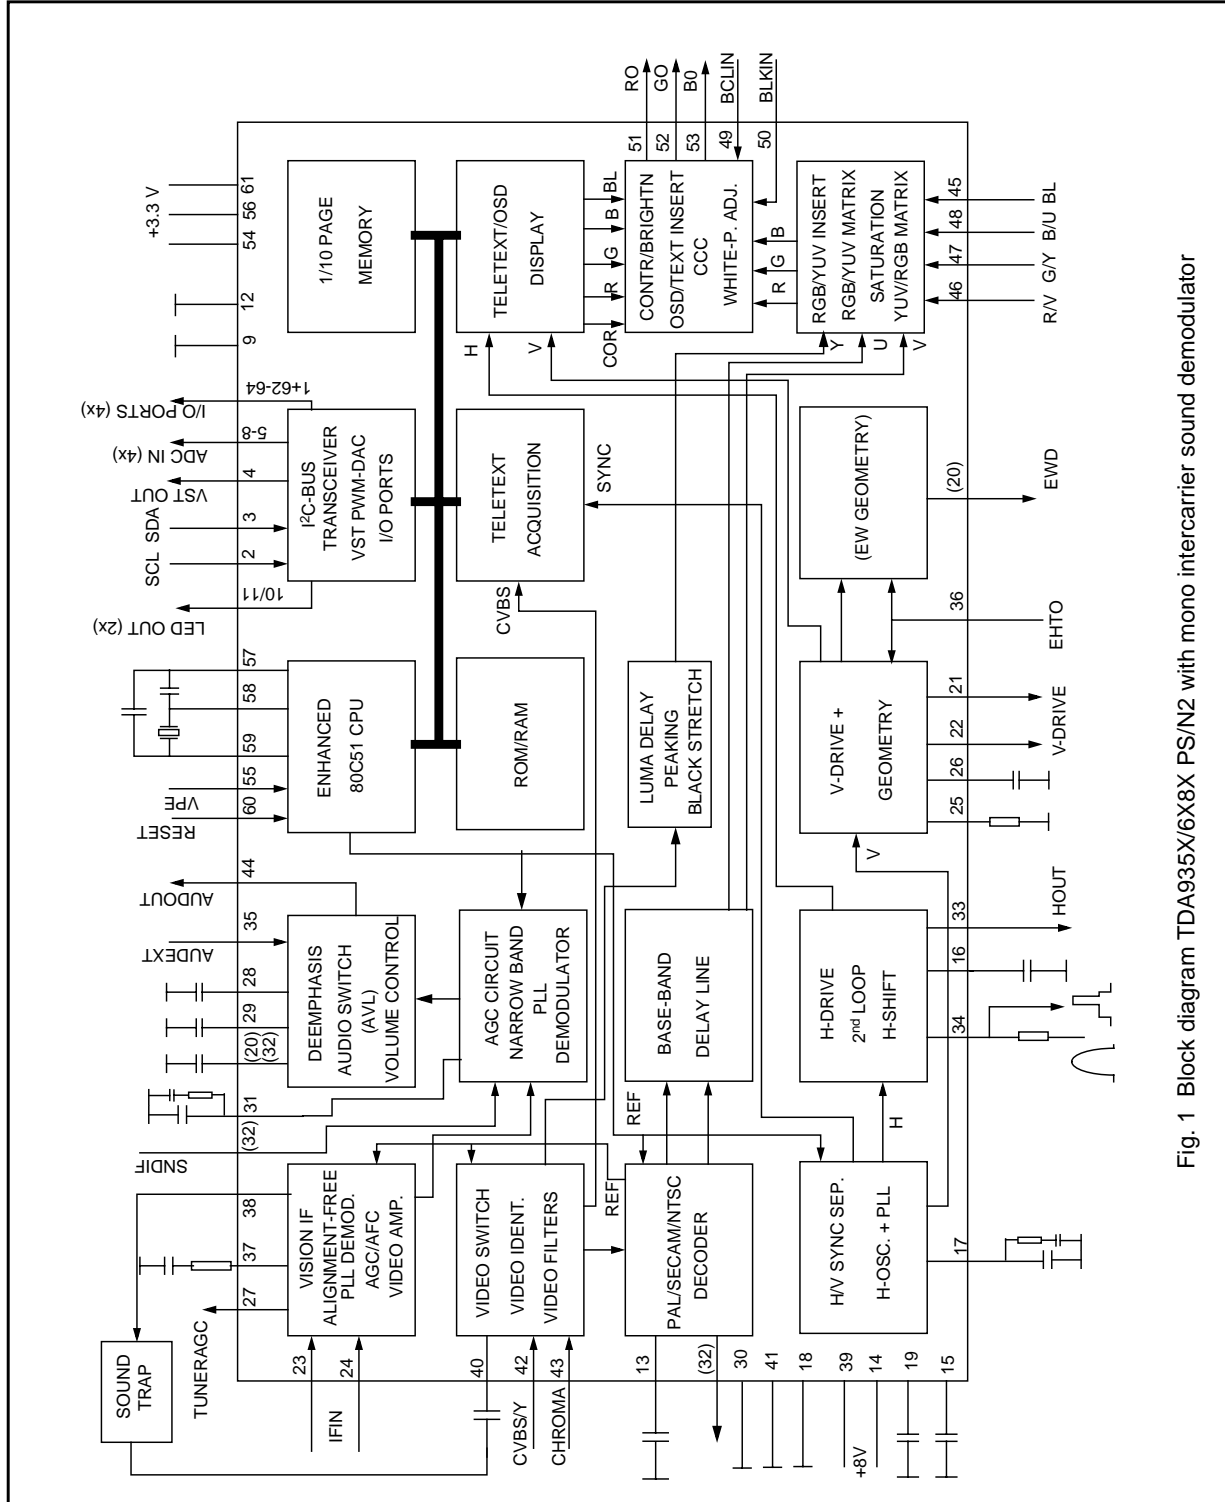 +3.3 V
54
56
61
9
12
I/O PORTS (4x)
1+62-64
ADC IN (4x)
5-8
VST OUT
4
SDA
3
SCL
2
LED OUT (2x)
10/11
57
58
59
VPE
55
RESET
60
AUDOUT
44
AUDEXT
35
28
29
(20)
(32)
31
(32)
SNDIF
38
37
27
TUNERAGC
SOUND
TRAP
VISION IF
ALIGNMENT-FREE
PLL DEMOD.
AGC/AFC
VIDEO AMP.
DEEMPHASIS
AUDIO SWITCH
(AVL)
VOLUME CONTROL
ENHANCED
80C51 CPU
I²C-BUS
TRANSCEIVER
VST PWM-DAC
I/O PORTS
1/10 PAGE
MEMORY
23
24
IFIN
VIDEO SWITCH
VIDEO IDENT.
VIDEO FILTERS
AGC CIRCUIT
NARROW BAND
PLL
DEMODULATOR
ROM/RAM
TELETEXT
ACQUISITION
CVBS
SYNC
TELETEXT/OSD
DISPLAY
H
V
40
42
43
CVBS/Y
CHROMA
REF
REF
PAL/SECAM/NTSC
DECODER
BASE-BAND
DELAY LINE
LUMA DELAY
PEAKING
BLACK STRETCH
COR
R
G
B
BL
CONTR/BRIGHTN
OSD/TEXT INSERT
CCC
WHITE-P. ADJ.
51
52
53
49
50
RO
GO
B0
BCLIN
BLKIN
R
G
B
Y
U
V
RGB/YUV INSERT
RGB/YUV MATRIX
SATURATION
YUV/RGB MATRIX
46
47
48
45
R/V
G/Y
B/U
BL
13
(32)
30
41
18
39
14
19
15
+8V
H/V SYNC SEP.
H-OSC. + PLL
H
H-DRIVE
2nd LOOP
H-SHIFT
V
V-DRIVE +
GEOMETRY
(EW GEOMETRY)
17
34
16
33
HOUT
25
26
22
21
V-DRIVE
36
EHTO
(20)
EWD
Fig. 1 Block diagram TDA935X/6X8X PS/N2 with mono intercarrier sound demodulator